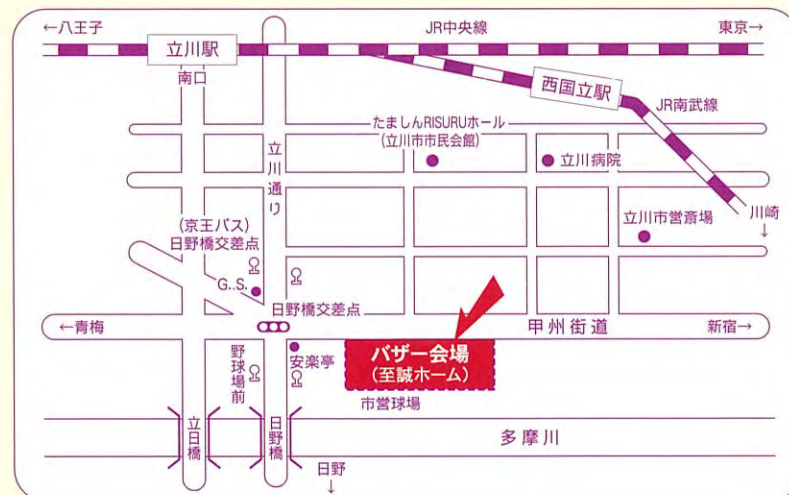 ←八王子
JR中央線
東京→
立川駅
南口
西国立駅
JR南武線
たましんRISURUホール
(立川市市民会館)
立川病院
立川通り
川崎
↓
立川市営斎場
(京王バス)
日野橋交差点
G.S.
日野橋交差点
←青梅
甲州街道
新宿→
安楽亭
野球場前
バザー会場
(至誠ホーム)
市営球場
立日橋
日野橋
多摩川
日野
↓